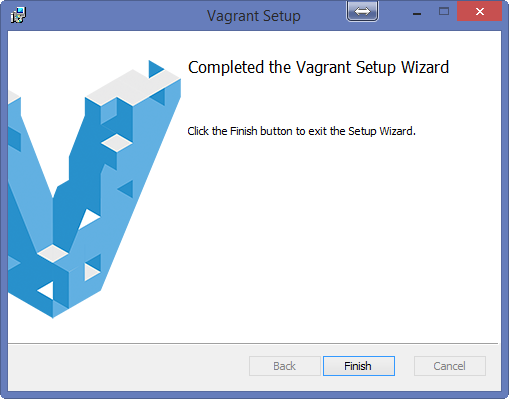 Vagrant Setup
Completed the Vagrant Setup Wizard
Click the Finish button to exit the Setup Wizard.
Back
Finish
Cancel